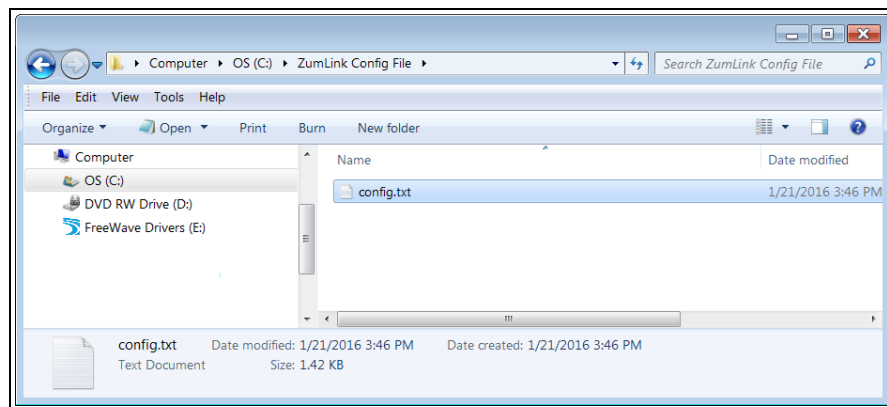 Computer OS (C:) ZumLink Config File Search ZumLink Config File
File Edit View Tools Help
Organize Open Print Burn New folder
Computer
OS (C:)
DVD RW Drive (D:)
FreeWave Drivers (E:)
Name Date modified
config.txt 1/21/2016 3:46 PM
config.txt Date modified: 1/21/2016 3:46 PM Date created: 1/21/2016 3:46 PM
Text Document Size: 1.42 KB